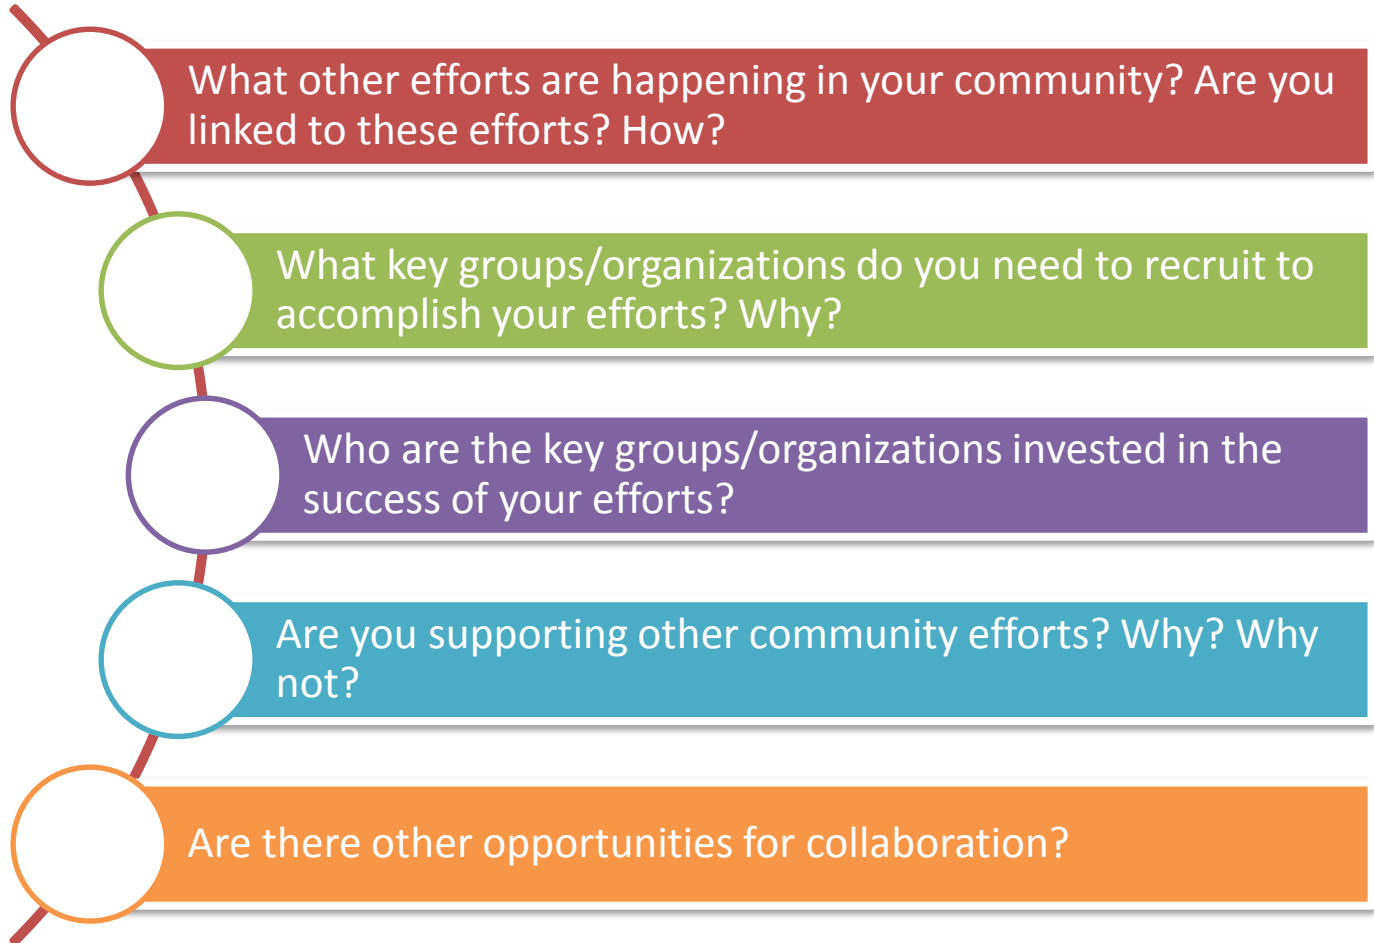 What other efforts are happening in your community? Are you
linked to these efforts? How?
What key groups/organizations do you need to recruit to
accomplish your efforts? Why?
Who are the key groups/organizations invested in the
success of your efforts?
Are you supporting other community efforts? Why? Why
not?
Are there other opportunities for collaboration?